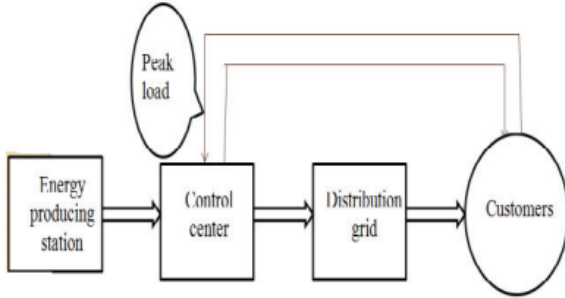 Peak
load
Energy
producing
station
Control
center
Distribution
grid
Customers